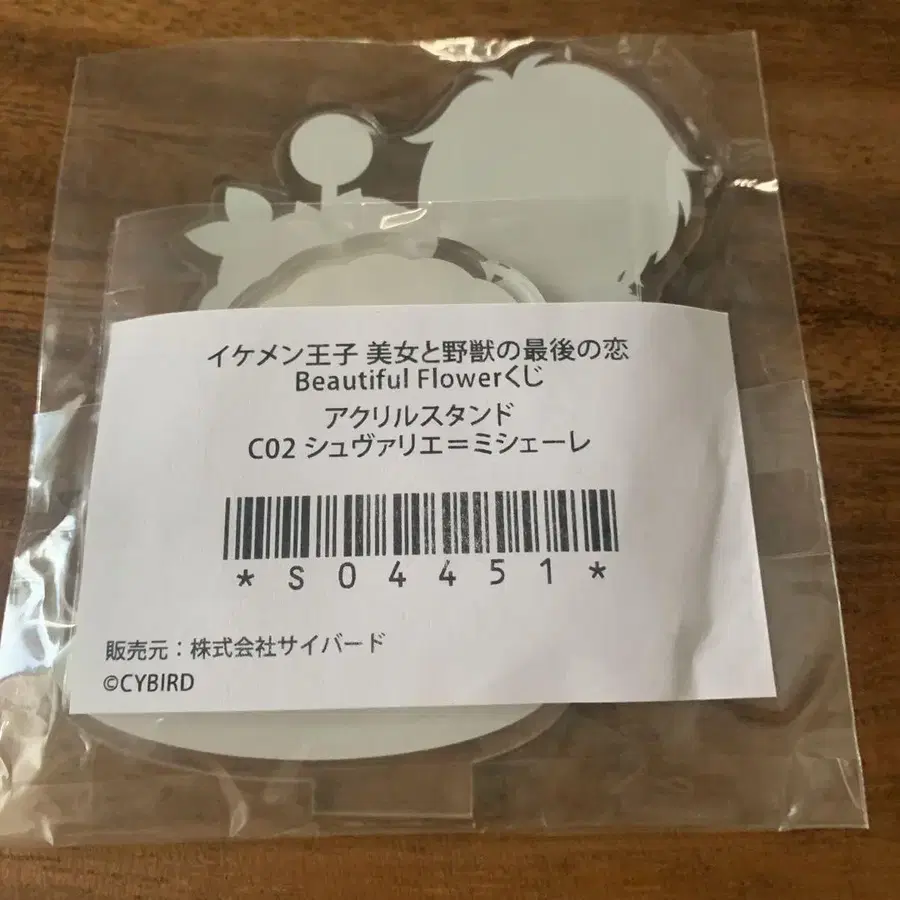 イケメン王子 美女と野獣の最後の恋
Beautiful Flowerくじ
アクリルスタンド
C02 シュヴァリエ＝ミシェーレ
*S04451*
販売元：株式会社サイバード
©CYBIRD